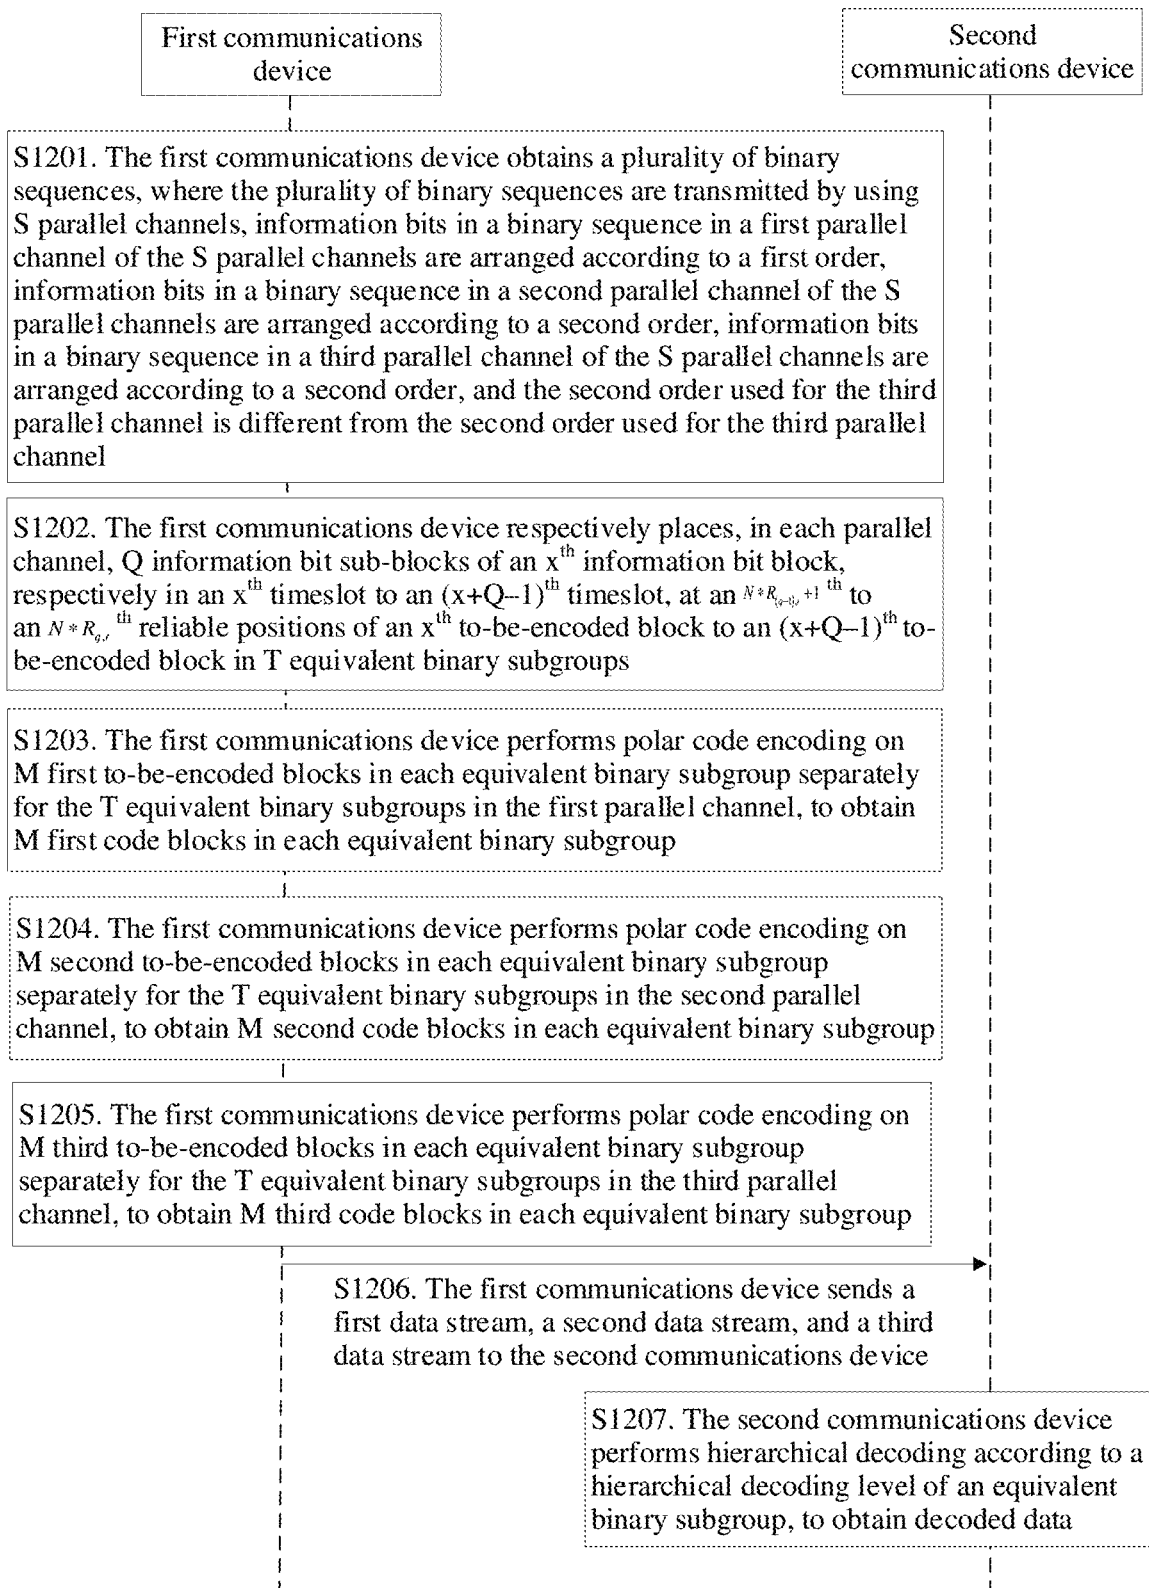 First communications
device
Second
communications device
S1201. The first communications device obtains a plurality of binary
sequences, where the plurality of binary sequences are transmitted by using
S parallel channels, information bits in a binary sequence in a first parallel
channel of the S parallel channels are arranged according to a first order,
information bits in a binary sequence in a second parallel channel of the S
parallel channels are arranged according to a second order, information bits
in a binary sequence in a third parallel channel of the S parallel channels are
arranged according to a second order, and the second order used for the third
parallel channel is different from the second order used for the third parallel
channel
S1202. The first communications device respectively places, in each parallel
channel, Q information bit sub-blocks of an x^th information bit block,
respectively in an x^th timeslot to an (x+Q–1)^th timeslot, at an N*R_(q–1),t +1 ^th to
an N*R_q,t ^th reliable positions of an x^th to-be-encoded block to an (x+Q–1)^th to-
be-encoded block in T equivalent binary subgroups
S1203. The first communications device performs polar code encoding on
M first to-be-encoded blocks in each equivalent binary subgroup separately
for the T equivalent binary subgroups in the first parallel channel, to obtain
M first code blocks in each equivalent binary subgroup
S1204. The first communications device performs polar code encoding on
M second to-be-encoded blocks in each equivalent binary subgroup
separately for the T equivalent binary subgroups in the second parallel
channel, to obtain M second code blocks in each equivalent binary subgroup
S1205. The first communications device performs polar code encoding on
M third to-be-encoded blocks in each equivalent binary subgroup
separately for the T equivalent binary subgroups in the third parallel
channel, to obtain M third code blocks in each equivalent binary subgroup
S1206. The first communications device sends a
first data stream, a second data stream, and a third
data stream to the second communications device
S1207. The second communications device
performs hierarchical decoding according to a
hierarchical decoding level of an equivalent
binary subgroup, to obtain decoded data